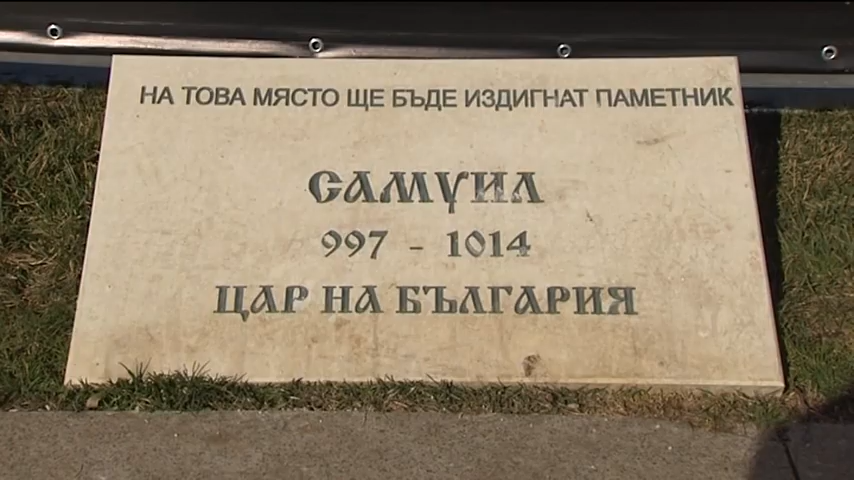 НА ТОВА МЯСТО ЩЕ БЪДЕ ИЗДИГНАТ ПАМЕТНИК
САМУИЛ
997 - 1014
ЦАР НА БЪЛГАРИЯ